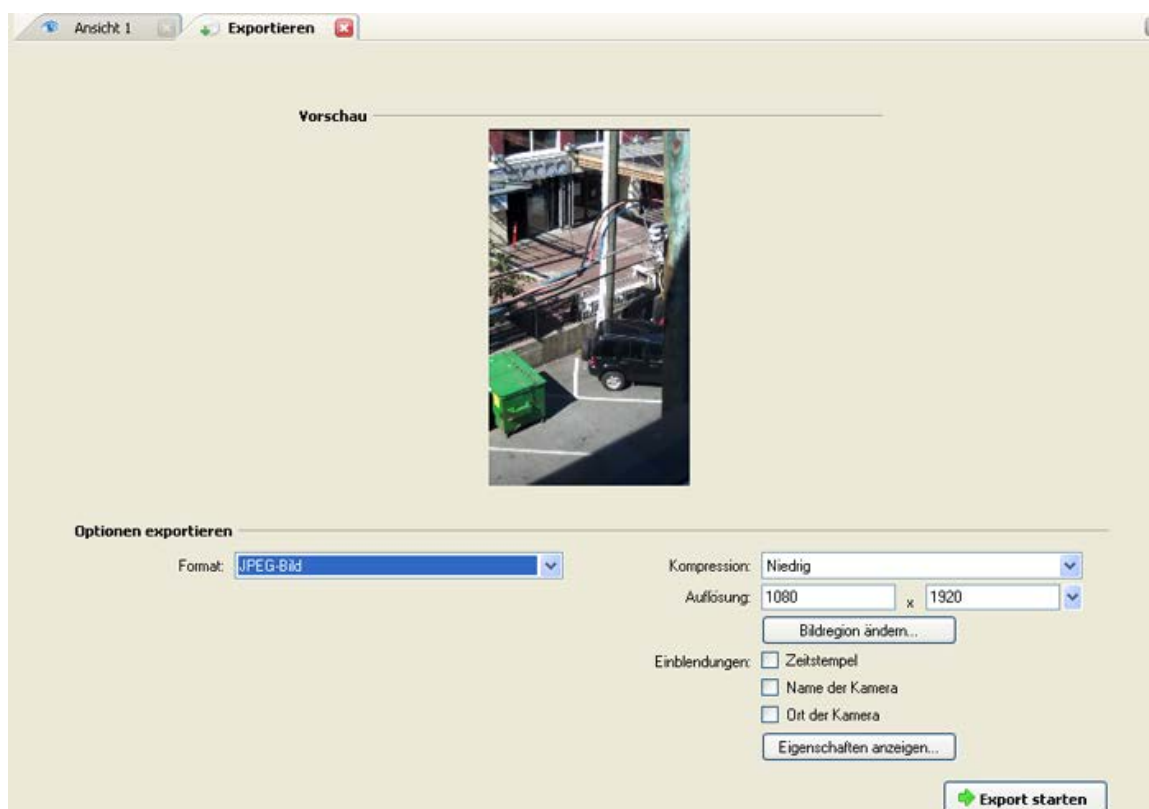 Ansicht 1
Exportieren
Vorschau
Optionen exportieren
Format: JPEG-Bild
Kompression: Niedrig
Auflösung: 1080 x 1920
Bildregion ändern...
Einblendungen: Zeitstempel
Name der Kamera
Ort der Kamera
Eigenschaften anzeigen...
Export starten